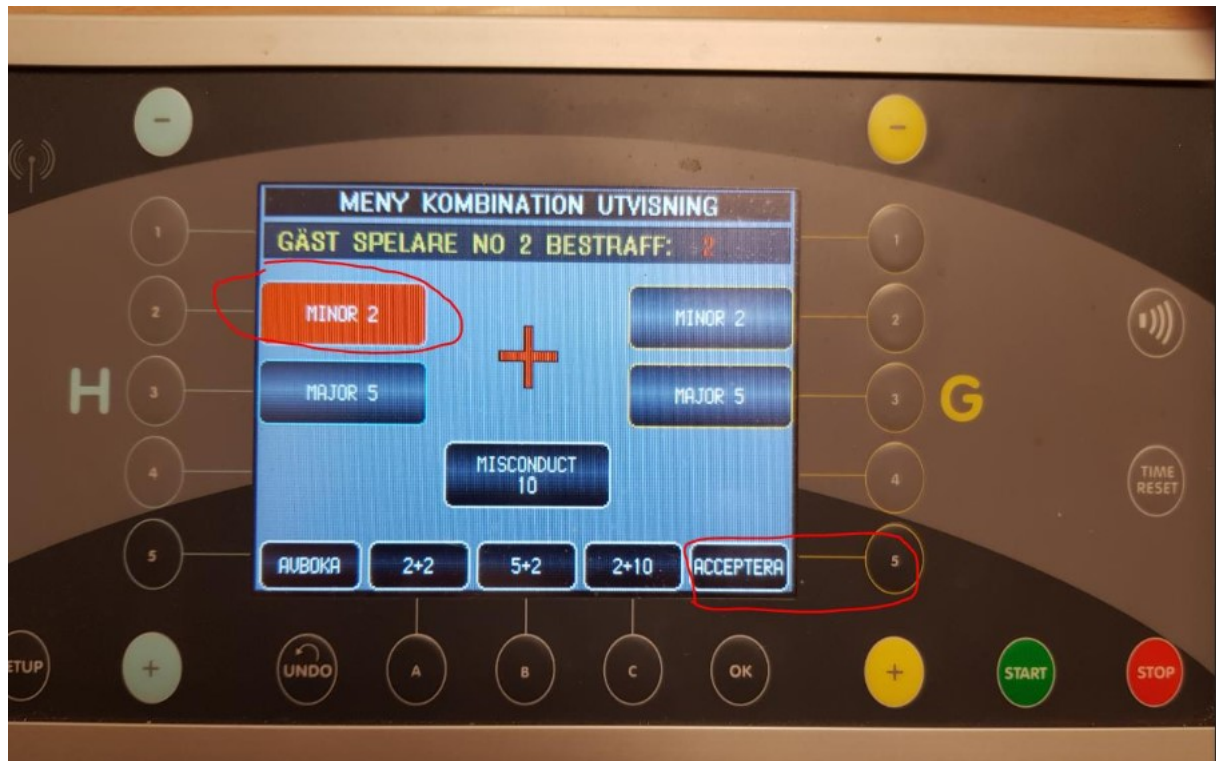 -
-
MENY KOMBINATION UTVISNING
GÄST SPELARE NO 2 BESTRAFF: 2
1
1
MINOR 2
MINOR 2
2
2
MAJOR 5
MAJOR 5
H
3
3
G
MISCONDUCT
10
4
4
TIME
RESET
5
AVBOKA
2+2
5+2
2+10
ACCEPTERA
5
ETUP
+
UNDO
A
B
C
OK
+
START
STOP